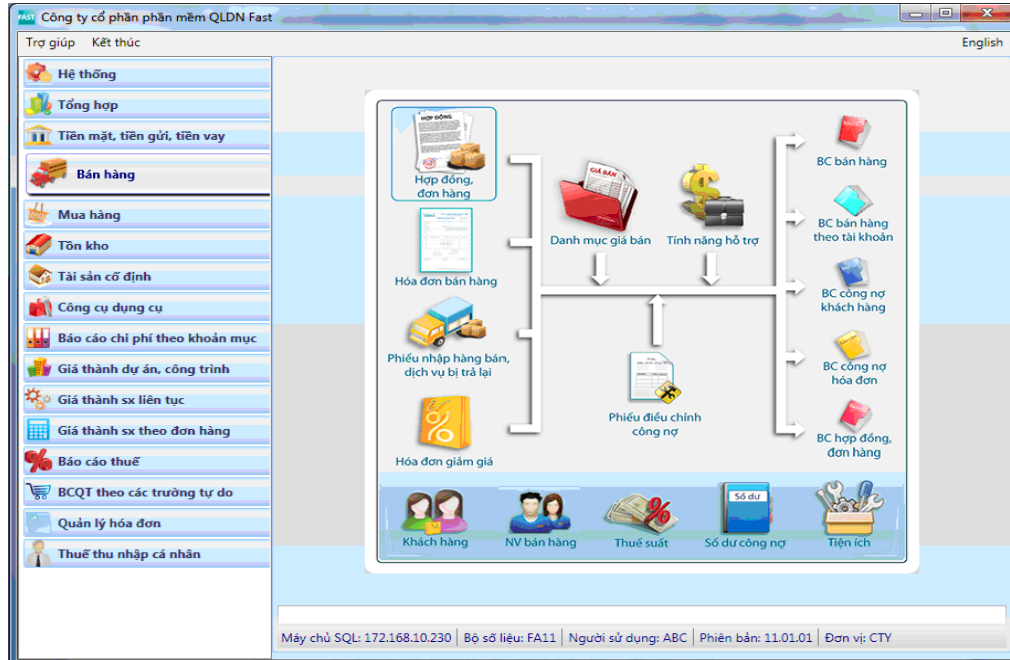 FAST Công ty cổ phần phần mềm QLDN Fast
Trợ giúp Kết thúc English
Hệ thống
Tổng hợp
Tiền mặt, tiền gửi, tiền vay
Bán hàng
Mua hàng
Tồn kho
Tài sản cố định
Công cụ dụng cụ
Báo cáo chi phí theo khoản mục
Giá thành dự án, công trình
Giá thành sx liên tục
Giá thành sx theo đơn hàng
Báo cáo thuế
BCQT theo các trường tự do
Quản lý hóa đơn
Thuế thu nhập cá nhân
HỢP ĐỒNG
Hợp đồng,
đơn hàng
Hóa đơn bán hàng
Phiếu nhập hàng bán,
dịch vụ bị trả lại
Hóa đơn giảm giá
GIÁ BÁN
Danh mục giá bán
Tính năng hỗ trợ
Phiếu điều chỉnh
công nợ
BC bán hàng
BC bán hàng
theo tài khoản
BC công nợ
khách hàng
BC công nợ
hóa đơn
BC hợp đồng,
đơn hàng
Khách hàng
NV bán hàng
Thuế suất
Số dư
Số dư công nợ
Tiện ích
Máy chủ SQL: 172.168.10.230 Bộ số liệu: FA11 Người sử dụng: ABC Phiên bản: 11.01.01 Đơn vị: CTY